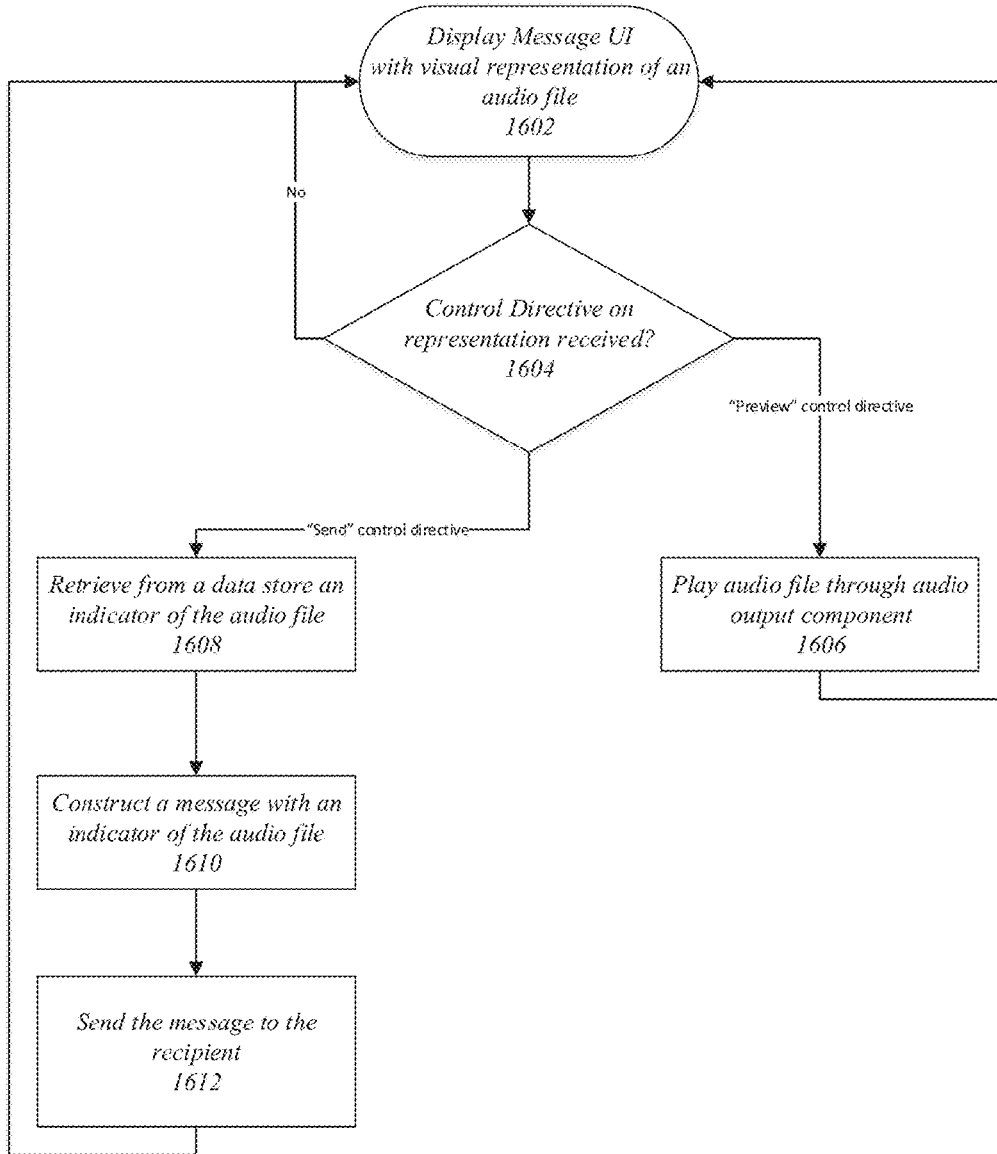 Display Message UI
with visual representation of an
audio file
1602
No
Control Directive on
representation received?
1604
"Preview" control directive
"Send" control directive
Retrieve from a data store an
indicator of the audio file
1608
Play audio file through audio
output component
1606
Construct a message with an
indicator of the audio file
1610
Send the message to the
recipient
1612